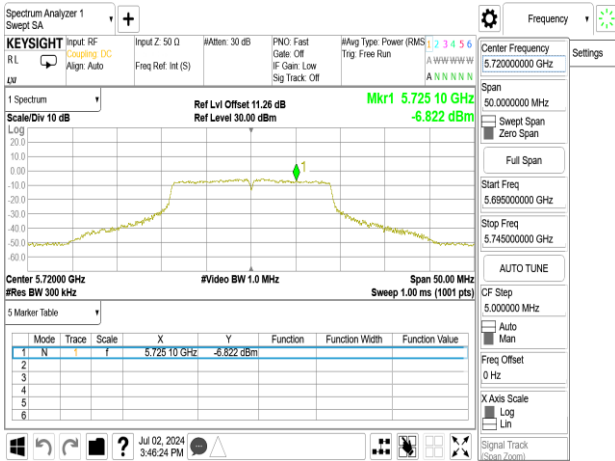 Spectrum Analyzer 1
Swept SA
+
Frequency
KEYSIGHT
RL
Input: RF
Coupling: DC
Align: Auto
Input Z: 50 Ω
Freq Ref: Int (S)
#Atten: 30 dB
PNO: Fast
Gate: Off
IF Gain: Low
Sig Track: Off
#Avg Type: Power (RMS
Trig: Free Run
1 2 3 4 5 6
A W W W W W
A N N N N N
Center Frequency
5.720000000 GHz
Settings
Span
50.0000000 MHz
Swept Span
Zero Span
Full Span
Start Freq
5.695000000 GHz
Stop Freq
5.745000000 GHz
AUTO TUNE
CF Step
5.000000 MHz
Auto
Man
Freq Offset
0 Hz
X Axis Scale
Log
Lin
Signal Track
(Span Zoom)
1 Spectrum
Scale/Div 10 dB
Ref Lvl Offset 11.26 dB
Ref Level 30.00 dBm
Mkr1 5.725 10 GHz
-6.822 dBm
Log
20.0
10.0
0.00
-10.0
-20.0
-30.0
-40.0
-50.0
-60.0
1
Center 5.72000 GHz
#Res BW 300 kHz
#Video BW 1.0 MHz
Span 50.00 MHz
Sweep 1.00 ms (1001 pts)
5 Marker Table
Mode Trace Scale X Y Function Function Width Function Value
1 N 1 f 5.725 10 GHz -6.822 dBm
2
3
4
5
6
?
Jul 02, 2024
3:46:24 PM